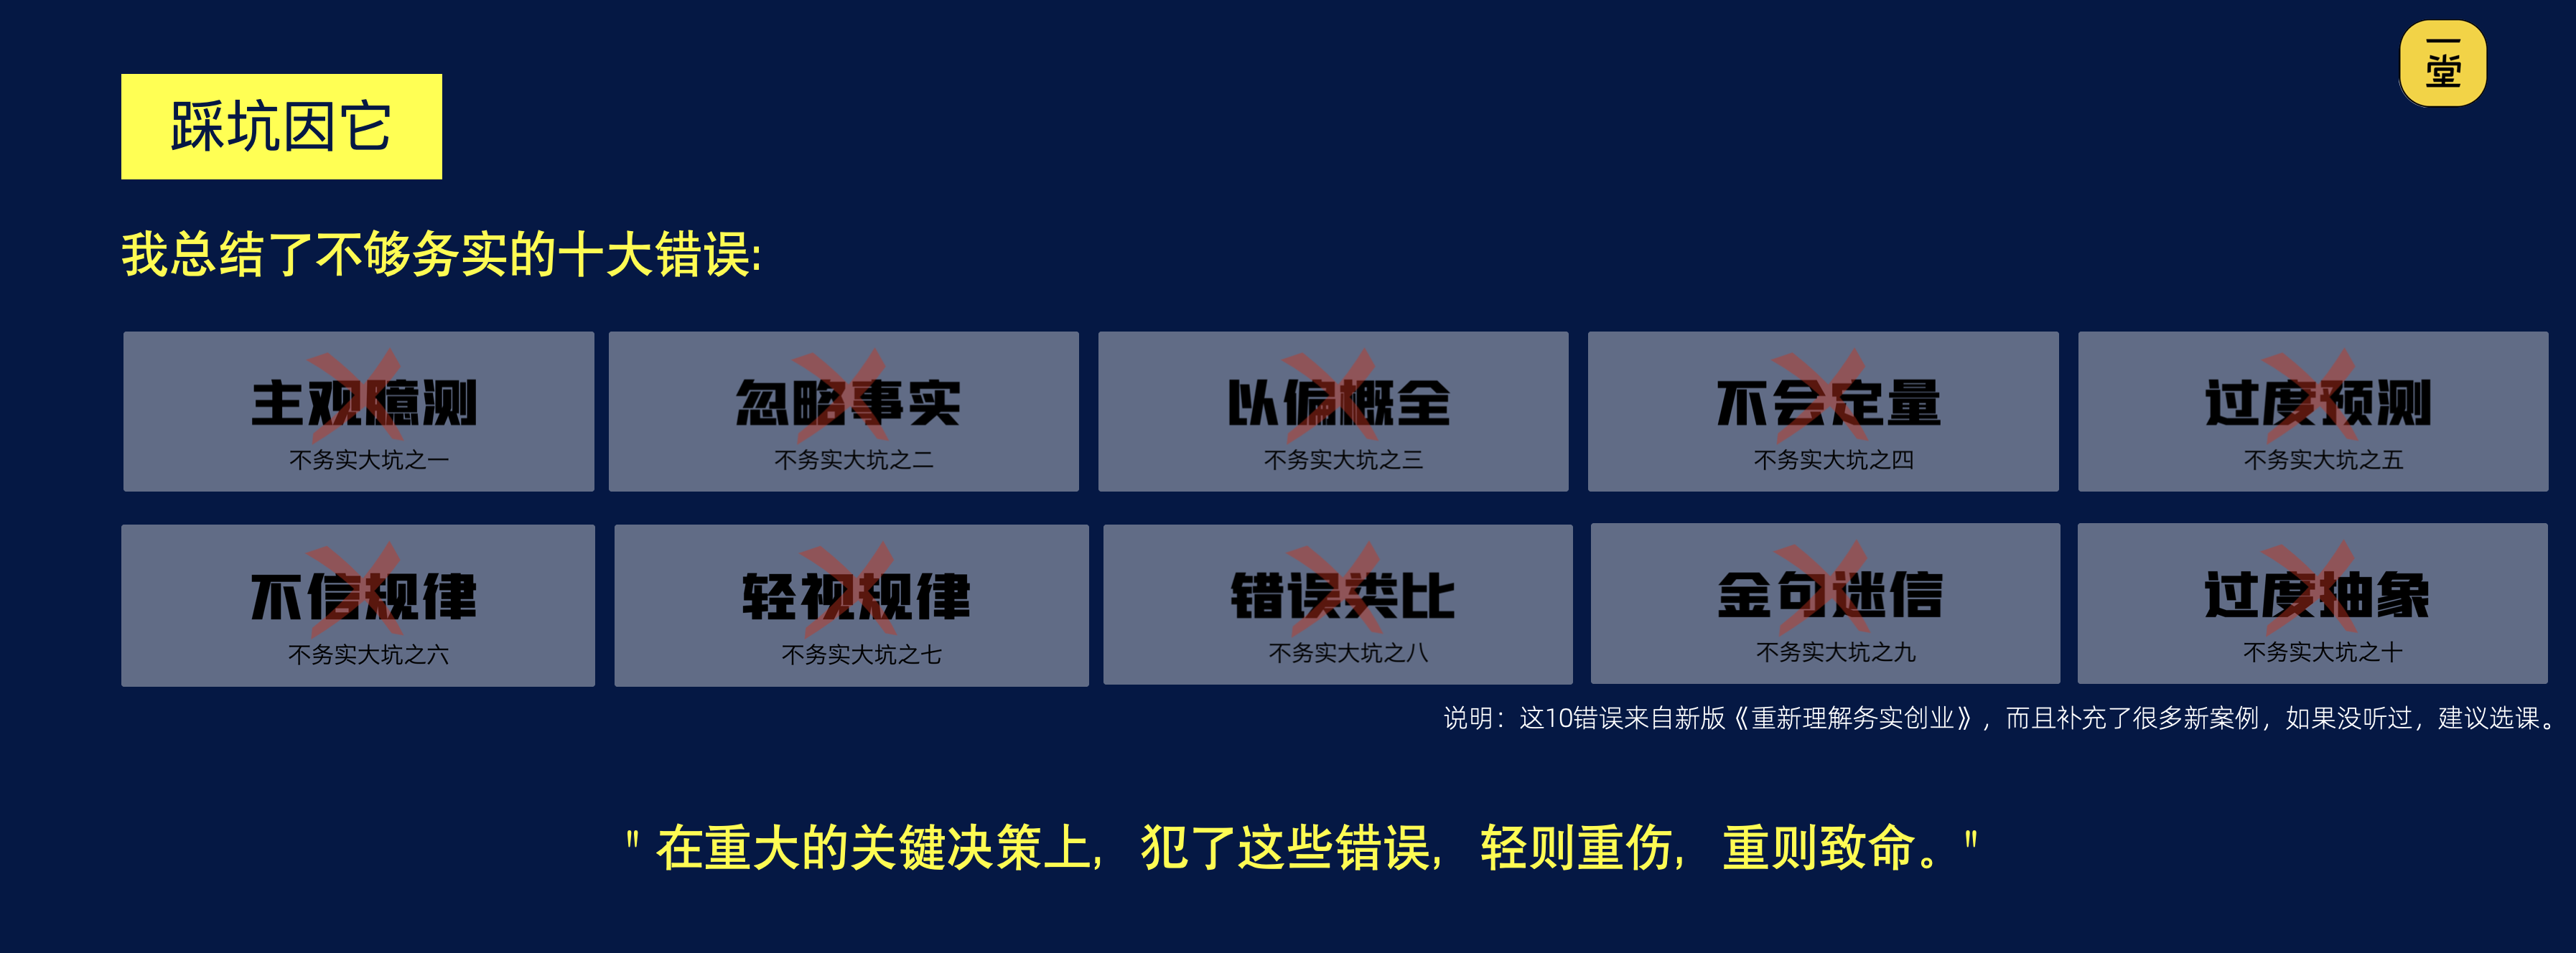 一堂
踩坑因它
我总结了不够务实的十大错误:
主观臆测
不务实大坑之一
忽略事实
不务实大坑之二
以偏概全
不务实大坑之三
不会定量
不务实大坑之四
过度预测
不务实大坑之五
不信规律
不务实大坑之六
轻视规律
不务实大坑之七
错误类比
不务实大坑之八
金句迷信
不务实大坑之九
过度抽象
不务实大坑之十
说明：这10错误来自新版《重新理解务实创业》，而且补充了很多新案例，如果没听过，建议选课。
" 在重大的关键决策上，犯了这些错误，轻则重伤，重则致命。"